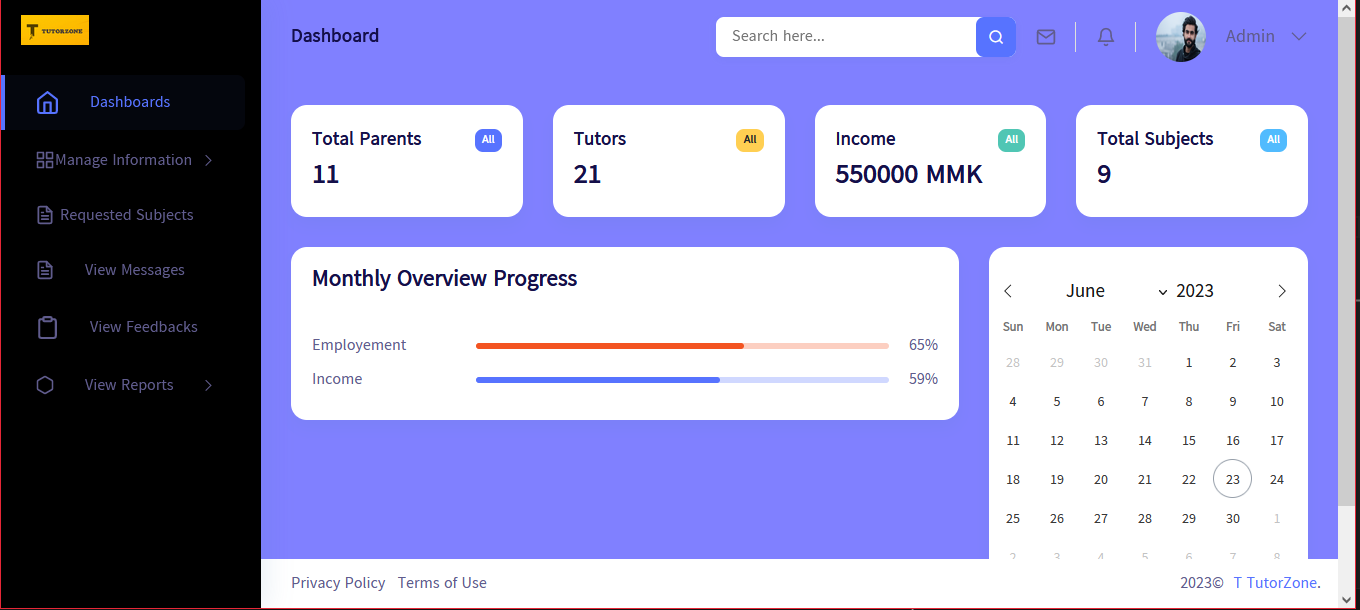 T TUTORZONE
Dashboard
Search here...
Admin
Dashboards
Manage Information
Requested Subjects
View Messages
View Feedbacks
View Reports
Total Parents All
11
Tutors All
21
Income All
550000 MMK
Total Subjects All
9
Monthly Overview Progress
Employement 65%
Income 59%
June 2023
Sun Mon Tue Wed Thu Fri Sat
28 29 30 31 1 2 3
4 5 6 7 8 9 10
11 12 13 14 15 16 17
18 19 20 21 22 23 24
25 26 27 28 29 30 1
2 3 4 5 6 7 8
Privacy Policy Terms of Use
2023© T TutorZone.